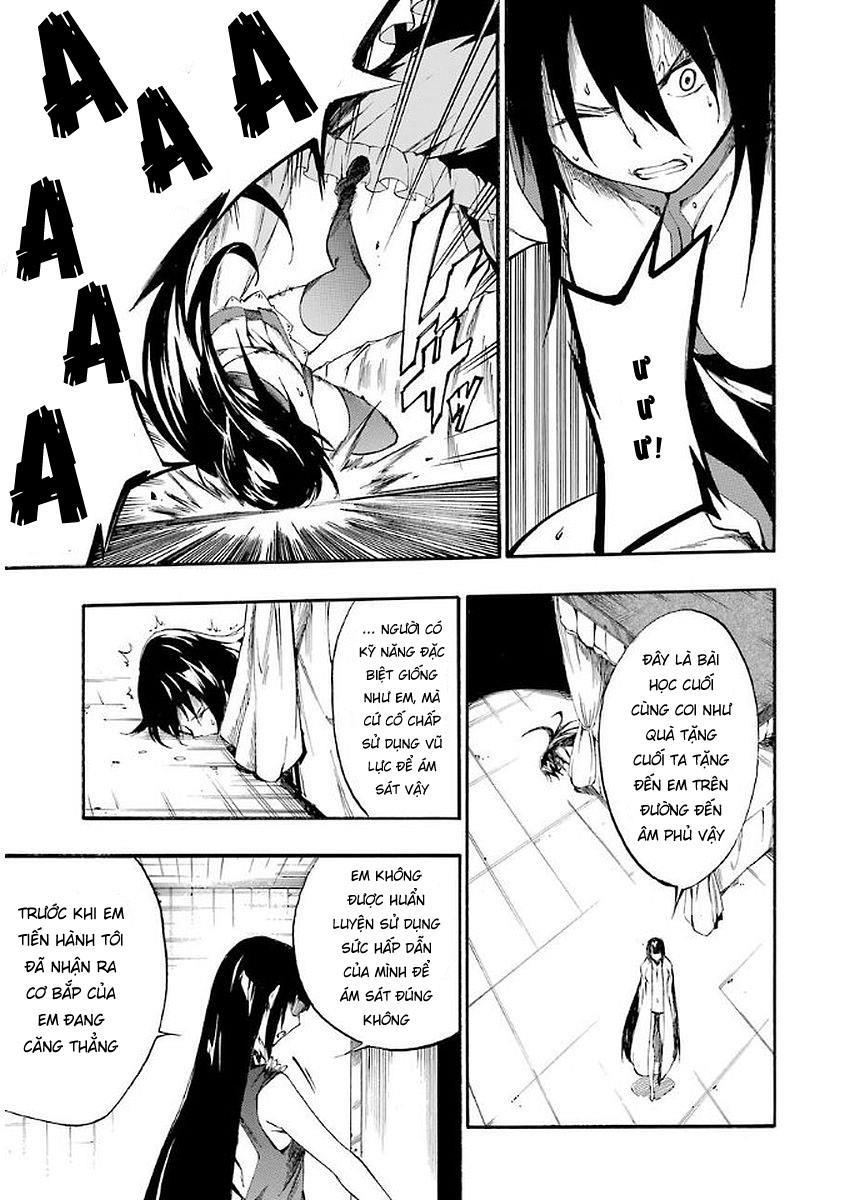 Ư
Ư
Ư!
A
A
A
A
A
A
A
ĐÂY LÀ BÀI
HỌC CUỐI
CÙNG COI NHƯ
QUÀ TẶNG
CUỐI TA TẶNG
ĐẾN EM TRÊN
ĐƯỜNG ĐẾN
ÂM PHỦ VẬY
... NGƯỜI CÓ
KỸ NĂNG ĐẶC
BIỆT GIỐNG
NHƯ EM, MÀ
CỨ CỐ CHẤP
SỬ DỤNG VŨ
LỰC ĐỂ ÁM
SÁT VẬY
EM KHÔNG
ĐƯỢC HUẤN
LUYỆN SỬ DỤNG
SỨC HẤP DẪN
CỦA MÌNH ĐỂ
ÁM SÁT ĐÚNG
KHÔNG
TRƯỚC KHI EM
TIẾN HÀNH TÔI
ĐÃ NHẬN RA
CƠ BẮP CỦA
EM ĐANG
CĂNG THẲNG